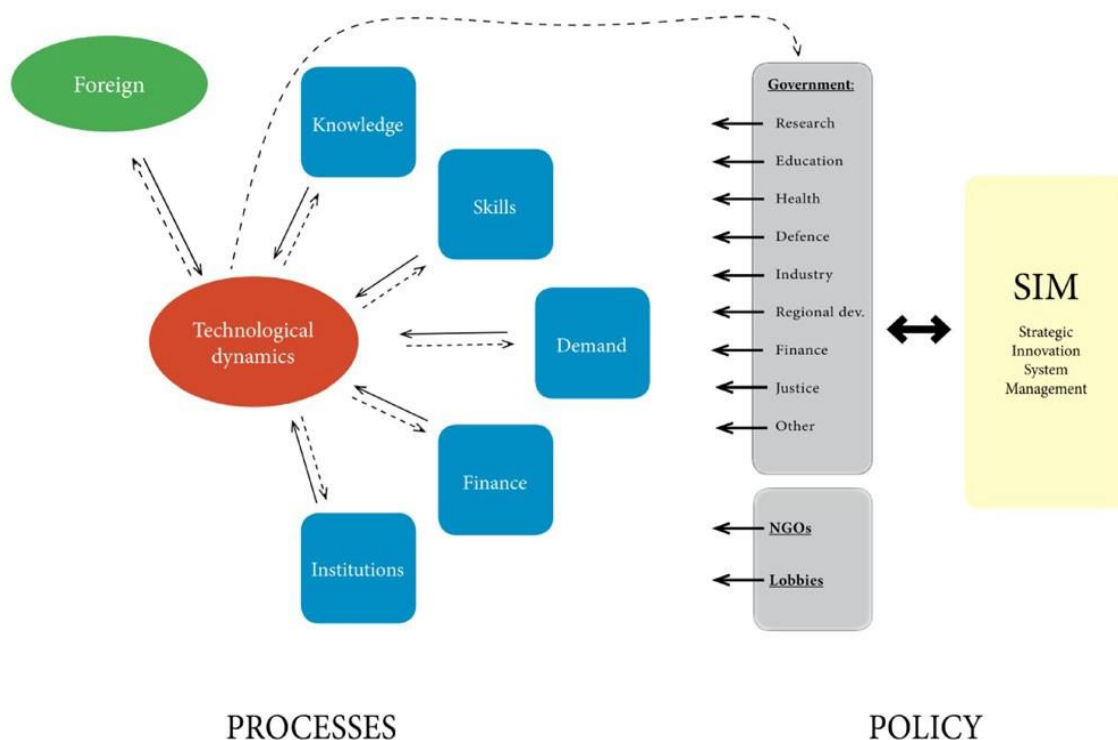 Foreign
Knowledge
Skills
Technological
dynamics
Demand
Finance
Institutions
Government:
Research
Education
Health
Defence
Industry
Regional dev.
Finance
Justice
Other
NGOs
Lobbies
SIM
Strategic
Innovation
System
Management
PROCESSES
POLICY